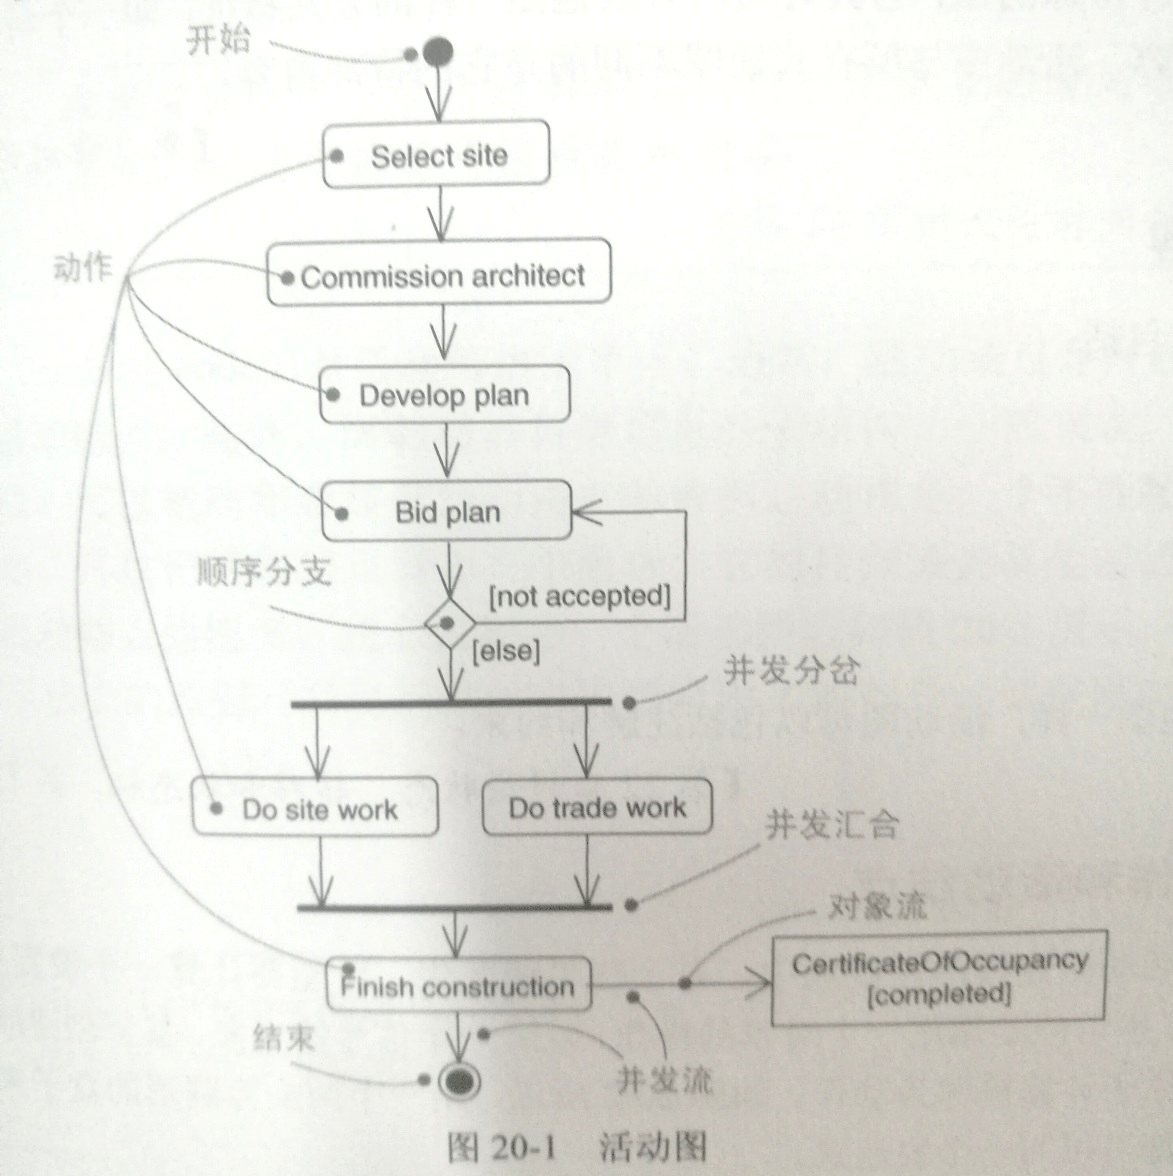 开始
Select site
动作
Commission architect
Develop plan
Bid plan
顺序分支
[not accepted]
[else]
并发分岔
Do site work
Do trade work
并发汇合
对象流
CertificateOfOccupancy
[completed]
Finish construction
结束
并发流
图 20-1 活动图